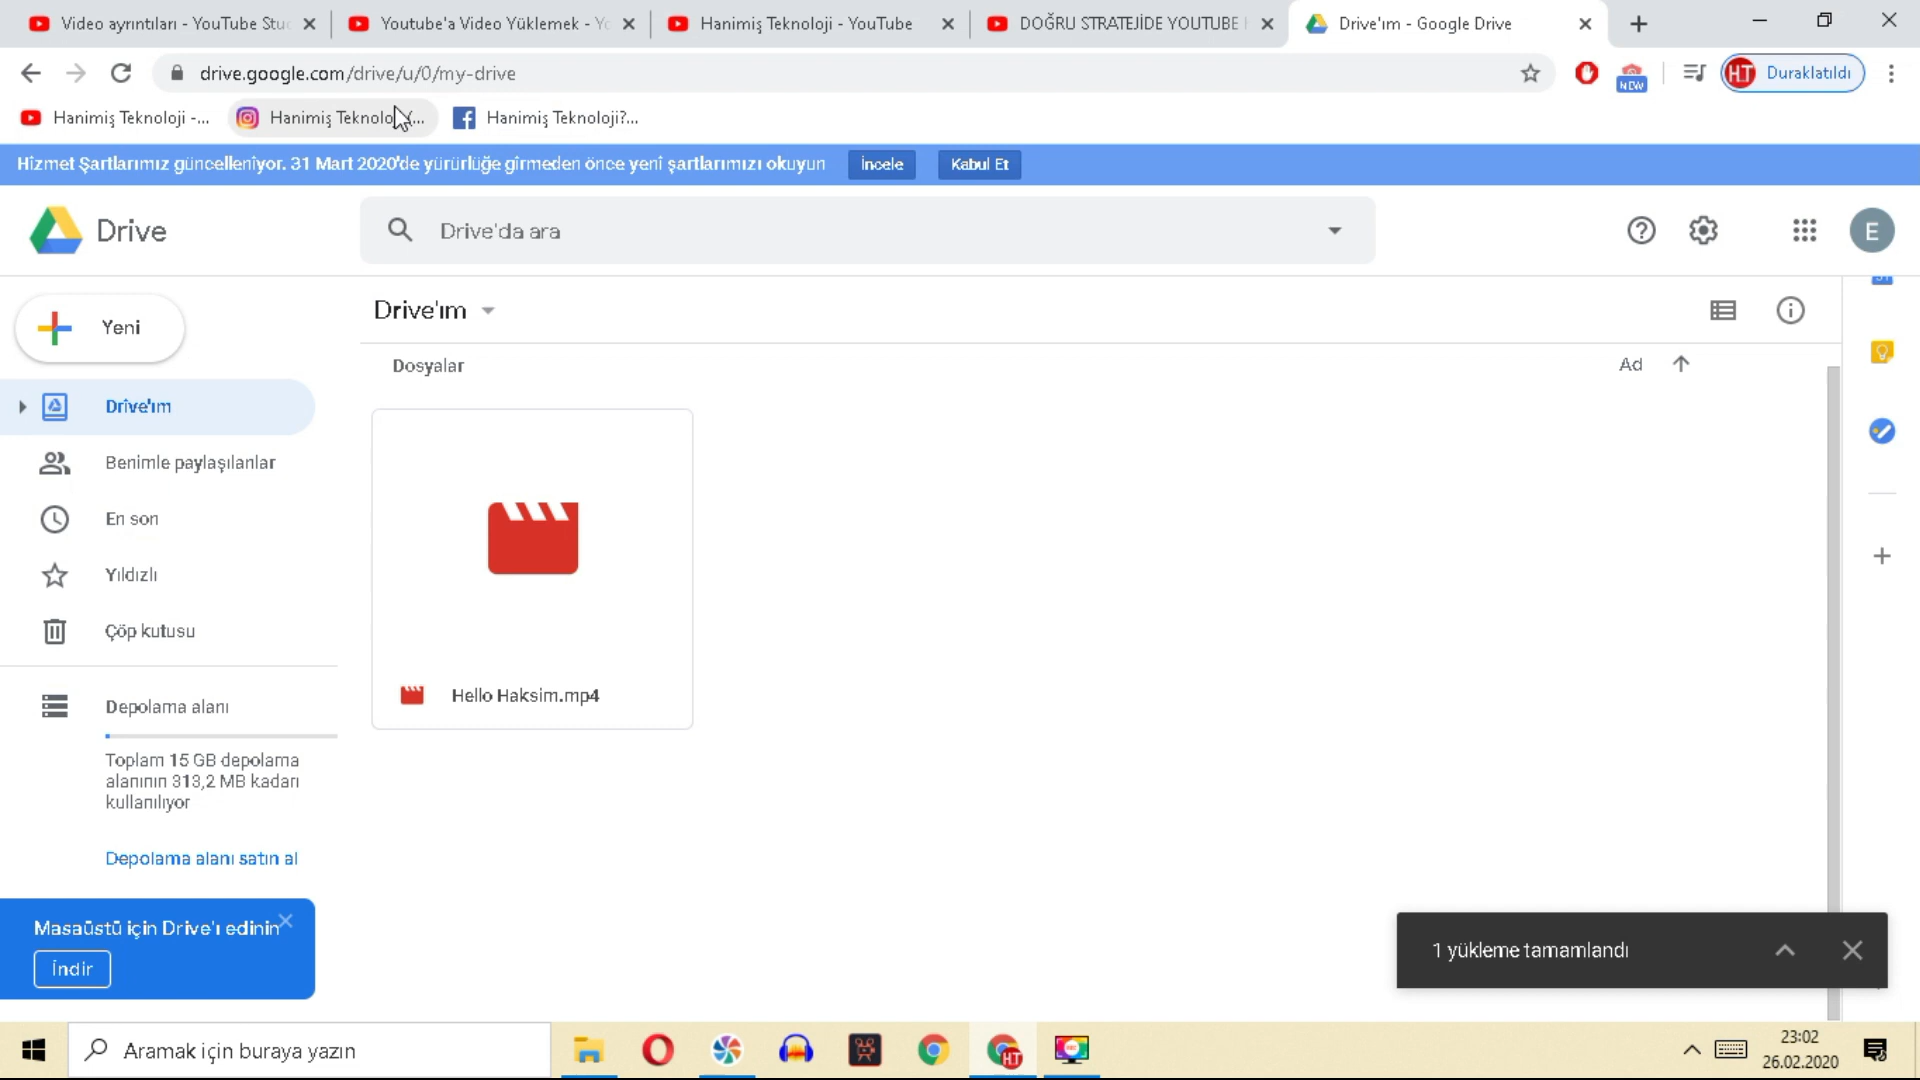 Video ayrıntıları - YouTube Stu
Youtube'a Video Yüklemek - Yo
Hanimiş Teknoloji - YouTube
DOĞRU STRATEJİDE YOUTUBE
Drive'ım - Google Drive
drive.google.com/drive/u/0/my-drive
NEW
HT
Duraklatıldı
Hanimiş Teknoloji -...
Hanimiş Teknolo
Hanimiş Teknoloji?...
Hizmet Şartlarımız güncelleniyor. 31 Mart 2020'de yürürlüğe girmeden önce yeni şartlarımızı okuyun
İncele
Kabul Et
Drive
Drive'da ara
E
Yeni
Drive'ım
Dosyalar
Ad
Drive'ım
Benimle paylaşılanlar
En son
Yıldızlı
Çöp kutusu
Hello Haksim.mp4
Depolama alanı
Toplam 15 GB depolama
alanının 313,2 MB kadarı
kullanılıyor
Depolama alanı satın al
Masaüstü için Drive'ı edinin
İndir
1 yükleme tamamlandı
Aramak için buraya yazın
HT
23:02
26.02.2020